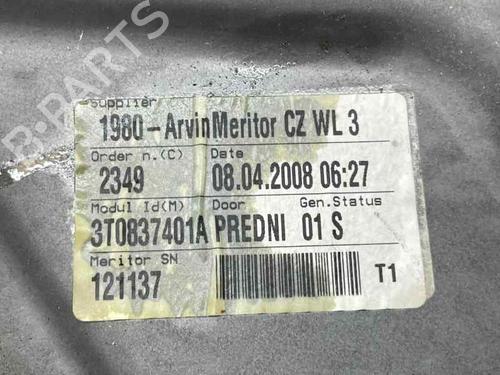 B-PARTS
Supplier
1980-ArvinMeritor CZ WL 3
Order n.(C) Date
2349 08.04.2008 06:27
Modul Id(M) Door Gen.Status
3T0837401A PREDNI 01 S
Meritor SN
121137 T1